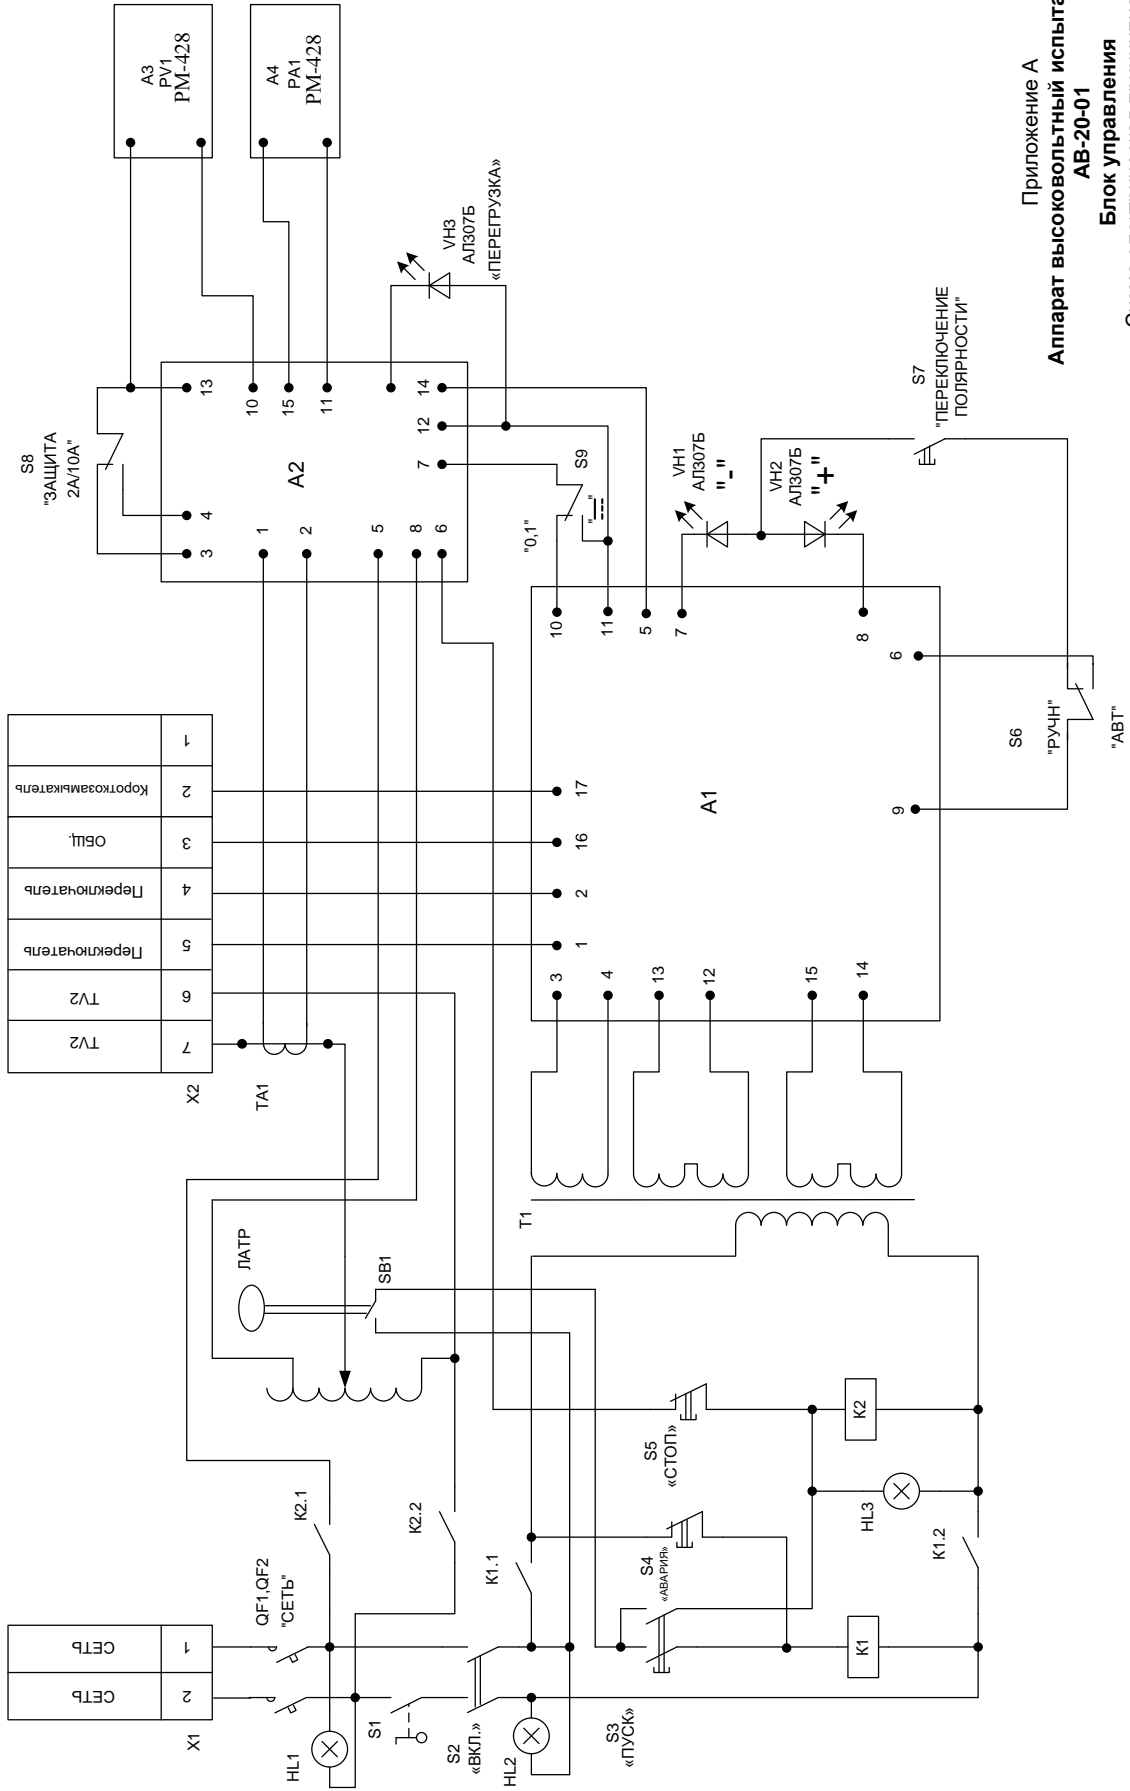 Приложение А
АВ-20-01
Блок управления
Аппарат высоковольтный
A3
PV1
PM-428
A4
PA1
PM-428
S8
"ЗАЩИТА
2А/10А"
A2
3
4
13
10
15
11
14
12
7
1
2
5
8
6
VH3
АЛ307Б
«ПЕРЕГРУЗКА»
S9
"0,1"
VH1
АЛ307Б
"-"
VH2
АЛ307Б
"+"
S7
"ПЕРЕКЛЮЧЕНИЕ
ПОЛЯРНОСТИ"
S6
"РУЧН"
"АВТ"
A1
10
11
5
7
8
6
9
17
16
2
1
3
4
13
12
15
14
X2
1
2 Короткозамыкатель
3 ОБЩ.
4 Переключатель
5 Переключатель
6 TV2
7 TV2
TA1
T1
ЛАТР
SB1
K2.1
K2.2
K1.1
K1.2
S5
«СТОП»
S4
«АВАРИЯ»
S3
«ПУСК»
K2
HL3
K1
QF1,QF2
"СЕТЬ"
X1
1 СЕТЬ
2 СЕТЬ
HL1
S1
S2
«ВКЛ.»
HL2